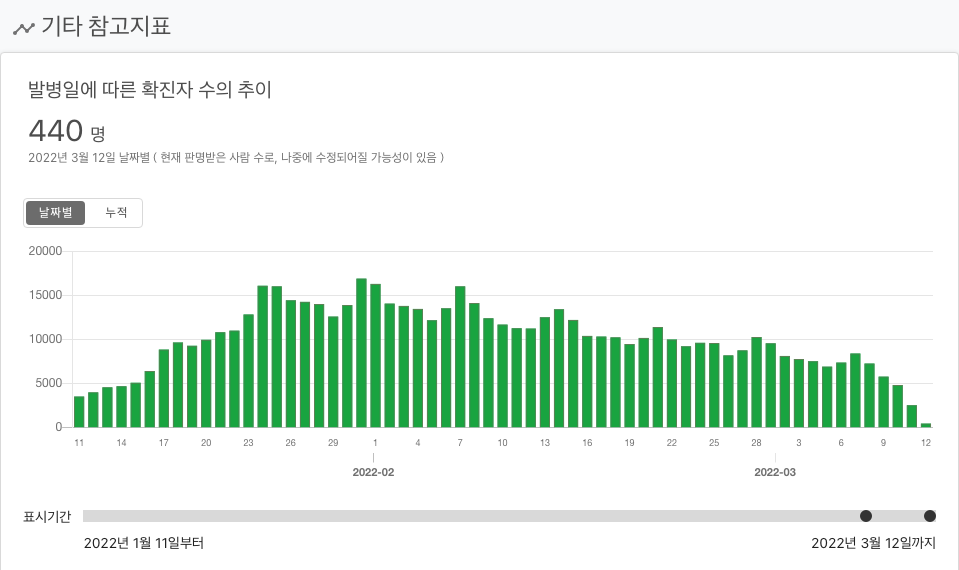 기타 참고지표
발병일에 따른 확진자 수의 추이
440 명
2022년 3월 12일 날짜별 ( 현재 판명받은 사람 수로, 나중에 수정되어질 가능성이 있음 )
날짜별 누적
20000
15000
10000
5000
0
11 14 17 20 23 26 29 1 4 7 10 13 16 19 22 25 28 3 6 9 12
2022-02 2022-03
표시기간
2022년 1월 11일부터 2022년 3월 12일까지